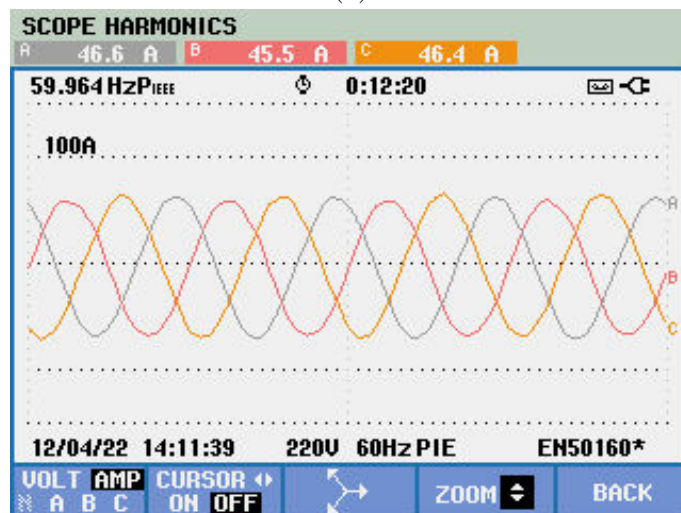 SCOPE HARMONICS
A 46.6 A B 45.5 A C 46.4 A
59.964 HzPIEEE 0:12:20
100A
A
B
C
12/04/22 14:11:39 220V 60Hz PIE EN50160*
VOLT AMP CURSOR ZOOM BACK
N A B C ON OFF